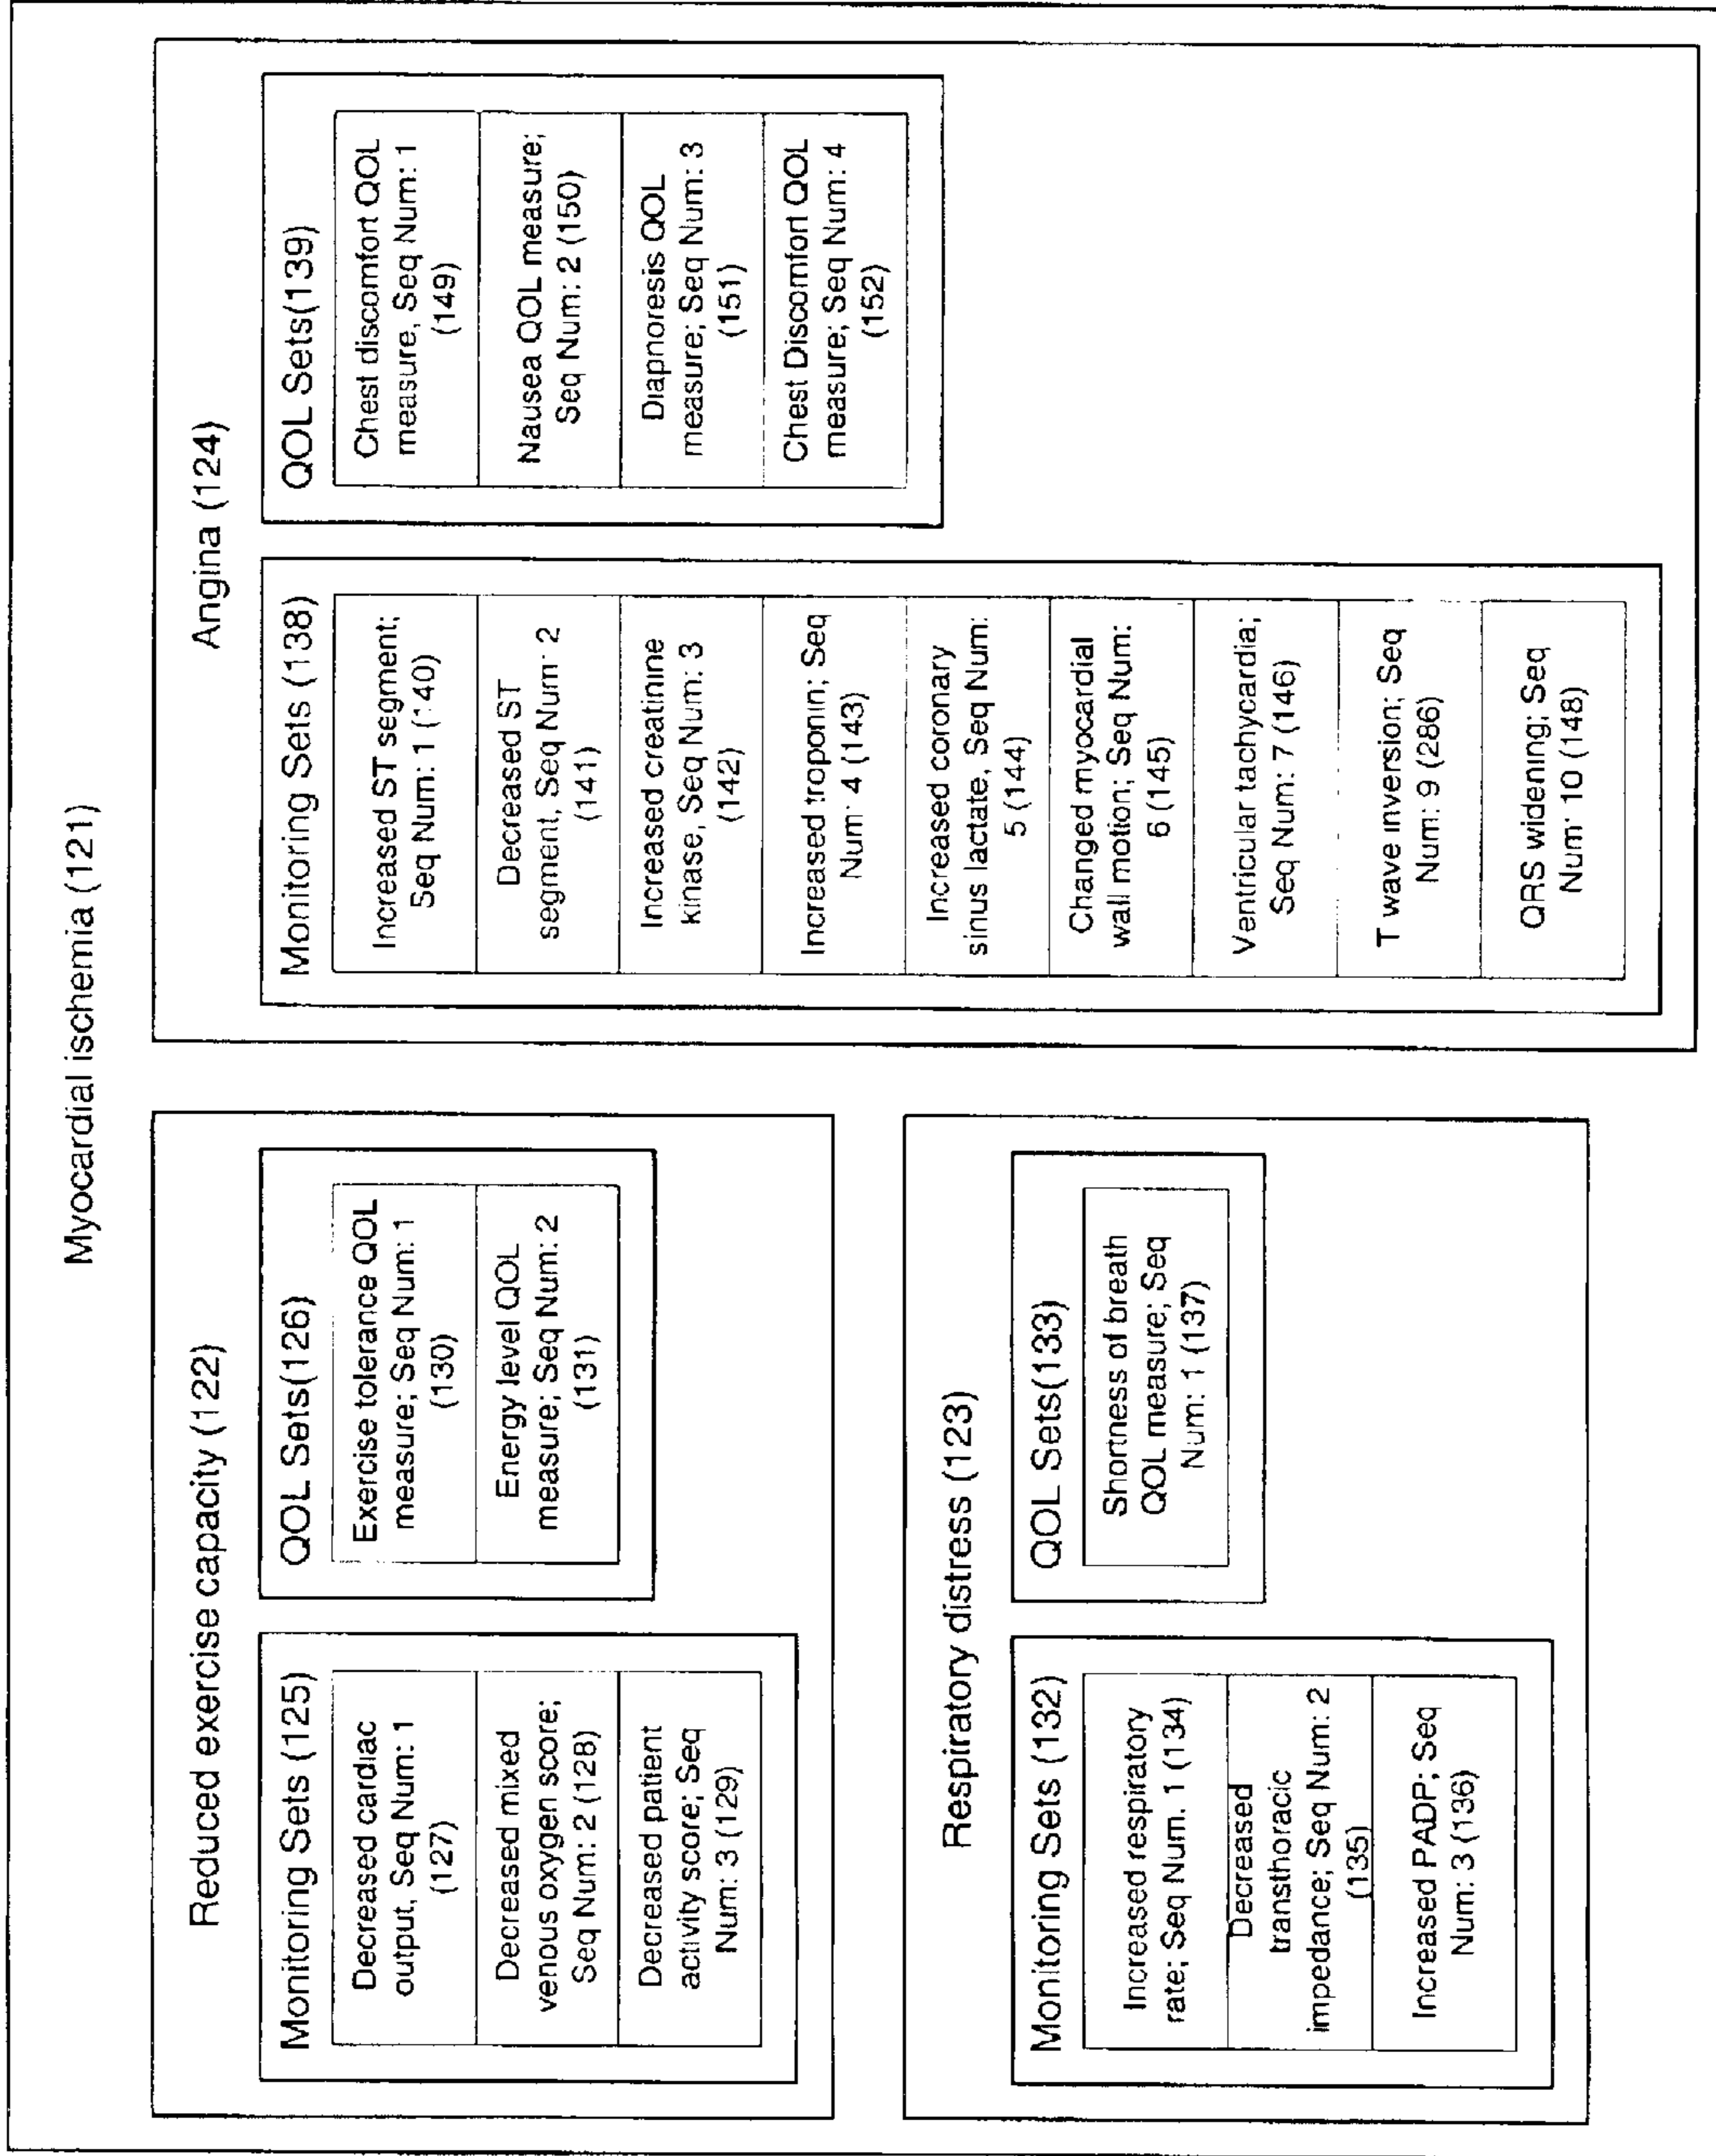 Myocardial ischemia (121)
Reduced exercise capacity (122)
Monitoring Sets (125)
Decreased cardiac
output, Seq Num: 1
(127)
Decreased mixed
venous oxygen score;
Seq Num: 2 (128)
Decreased patient
activity score; Seq
Num: 3 (129)
QOL Sets(126)
Exercise tolerance QOL
measure; Seq Num: 1
(130)
Energy level QOL
measure; Seq Num: 2
(131)
Respiratory distress (123)
Monitoring Sets (132)
Increased respiratory
rate; Seq Num. 1 (134)
Decreased
transthoracic
impedance; Seq Num: 2
(135)
Increased PADP; Seq
Num: 3 (136)
QOL Sets(133)
Shortness of breath
QOL measure; Seq
Num: 1 (137)
Angina (124)
Monitoring Sets (138)
Increased ST segment;
Seq Num: 1 (140)
Decreased ST
segment, Seq Num: 2
(141)
Increased creatinine
kinase, Seq Num: 3
(142)
Increased troponin; Seq
Num: 4 (143)
Increased coronary
sinus lactate, Seq Num:
5 (144)
Changed myocardial
wall motion; Seq Num:
6 (145)
Ventricular tachycardia;
Seq Num: 7 (146)
T wave inversion; Seq
Num: 9 (286)
QRS widening; Seq
Num: 10 (148)
QOL Sets(139)
Chest discomfort QOL
measure, Seq Num: 1
(149)
Nausea QOL measure;
Seq Num: 2 (150)
Diapnoresis QOL
measure; Seq Num: 3
(151)
Chest Discomfort QOL
measure; Seq Num: 4
(152)